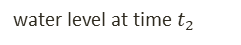 water level at time t₂